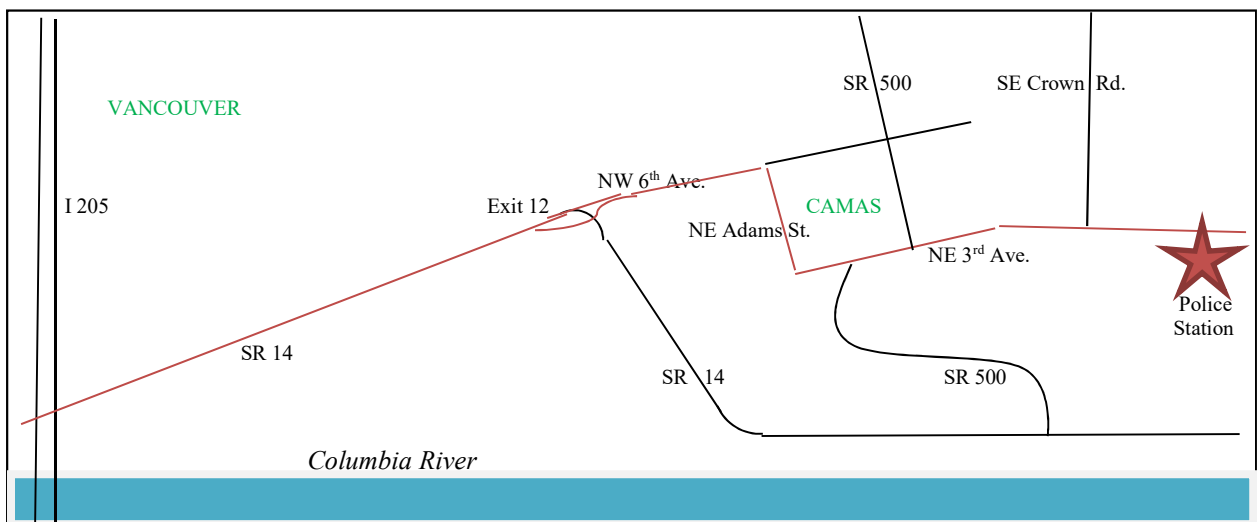 SR 500
SE Crown Rd.
VANCOUVER
NW 6th Ave.
I 205
Exit 12
CAMAS
NE Adams St.
NE 3rd Ave.
Police
Station
SR 14
SR 14
SR 500
Columbia River